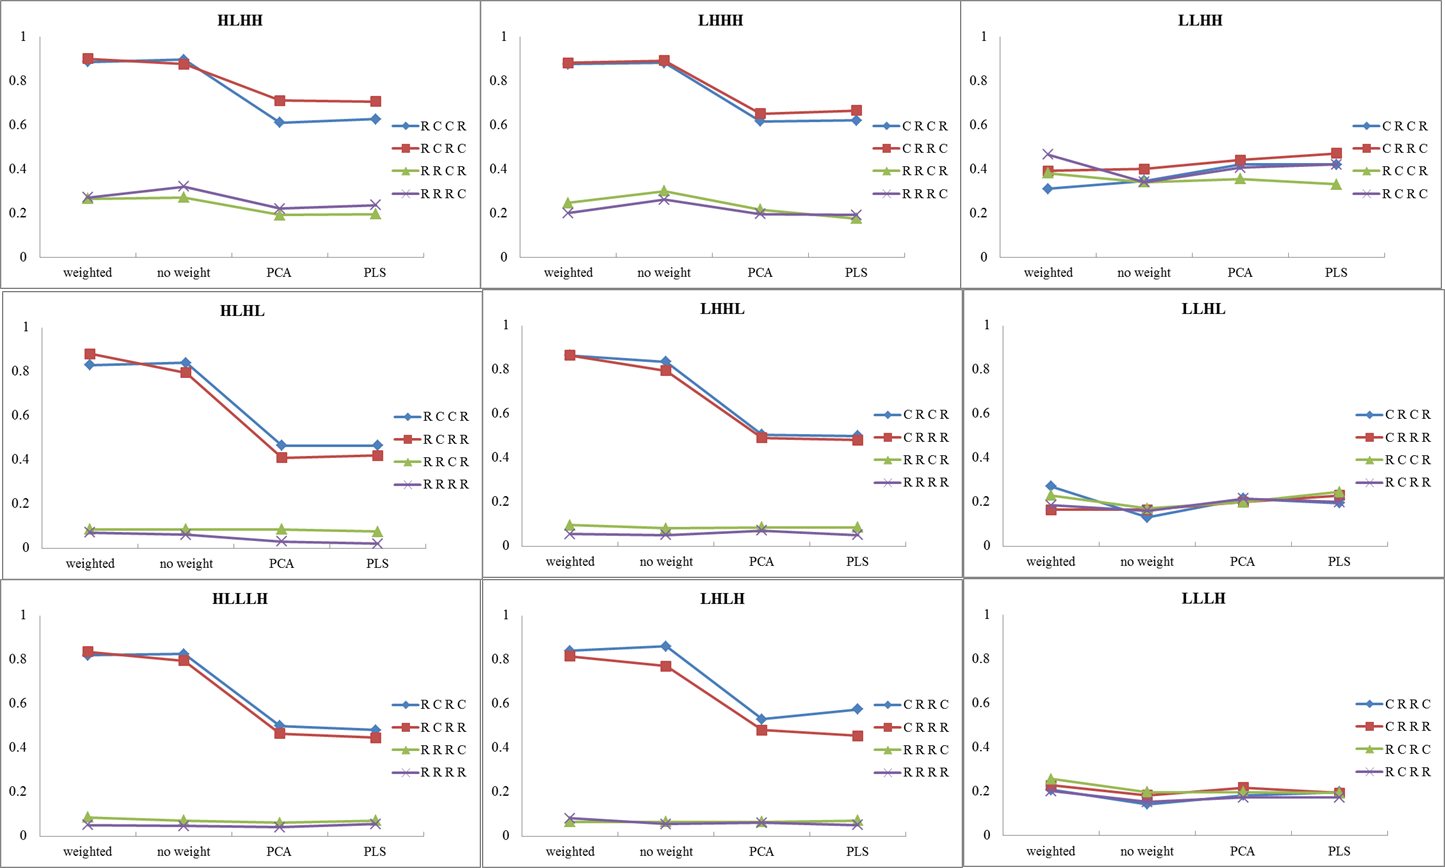 HLHH
1
0.8
0.6
0.4
0.2
0
weighted no weight PCA PLS
R C C R
R C R C
R R C R
R R R C
LHHH
1
0.8
0.6
0.4
0.2
0
weighted no weight PCA PLS
C R C R
C R R C
R R C R
R R R C
LLHH
1
0.8
0.6
0.4
0.2
0
weighted no weight PCA PLS
C R C R
C R R C
R C C R
R C R C
HLHL
1
0.8
0.6
0.4
0.2
0
weighted no weight PCA PLS
R C C R
R C R R
R R C R
R R R R
LHHL
1
0.8
0.6
0.4
0.2
0
weighted no weight PCA PLS
C R C R
C R R R
R R C R
R R R R
LLHL
1
0.8
0.6
0.4
0.2
0
weighted no weight PCA PLS
C R C R
C R R R
R C C R
R C R R
HLLLH
1
0.8
0.6
0.4
0.2
0
weighted no weight PCA PLS
R C R C
R C R R
R R R C
R R R R
LHLH
1
0.8
0.6
0.4
0.2
0
weighted no weight PCA PLS
C R R C
C R R R
R R R C
R R R R
LLLH
1
0.8
0.6
0.4
0.2
0
weighted no weight PCA PLS
C R R C
C R R R
R C R C
R C R R